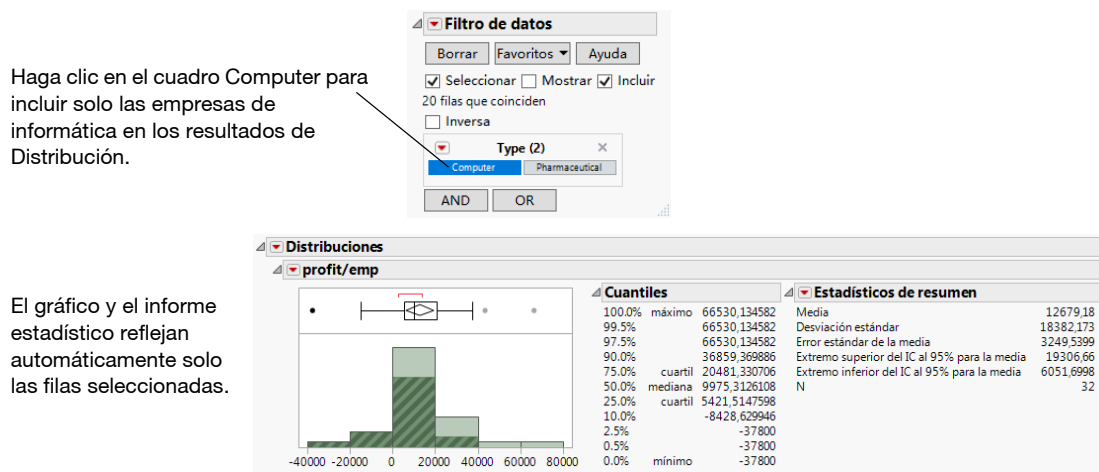 Filtro de datos
Borrar Favoritos Ayuda
Seleccionar Mostrar Incluir
20 filas que coinciden
Inversa
Type (2)
Computer Pharmaceutical
AND OR
Haga clic en el cuadro Computer para
incluir solo las empresas de
informática en los resultados de
Distribución.
Distribuciones
profit/emp
El gráfico y el informe
estadístico reflejan
automáticamente solo
las filas seleccionadas.
-40000 -20000 0 20000 40000 60000 80000
Cuantiles
100.0% máximo 66530,134582
99.5% 66530,134582
97.5% 66530,134582
90.0% 36859,369886
75.0% cuartil 20481,330706
50.0% mediana 9975,3126108
25.0% cuartil 5421,5147598
10.0% -8428,629946
2.5% -37800
0.5% -37800
0.0% mínimo -37800
Estadísticos de resumen
Media 12679,18
Desviación estándar 18382,173
Error estándar de la media 3249,5399
Extremo superior del IC al 95% para la media 19306,66
Extremo inferior del IC al 95% para la media 6051,6998
N 32